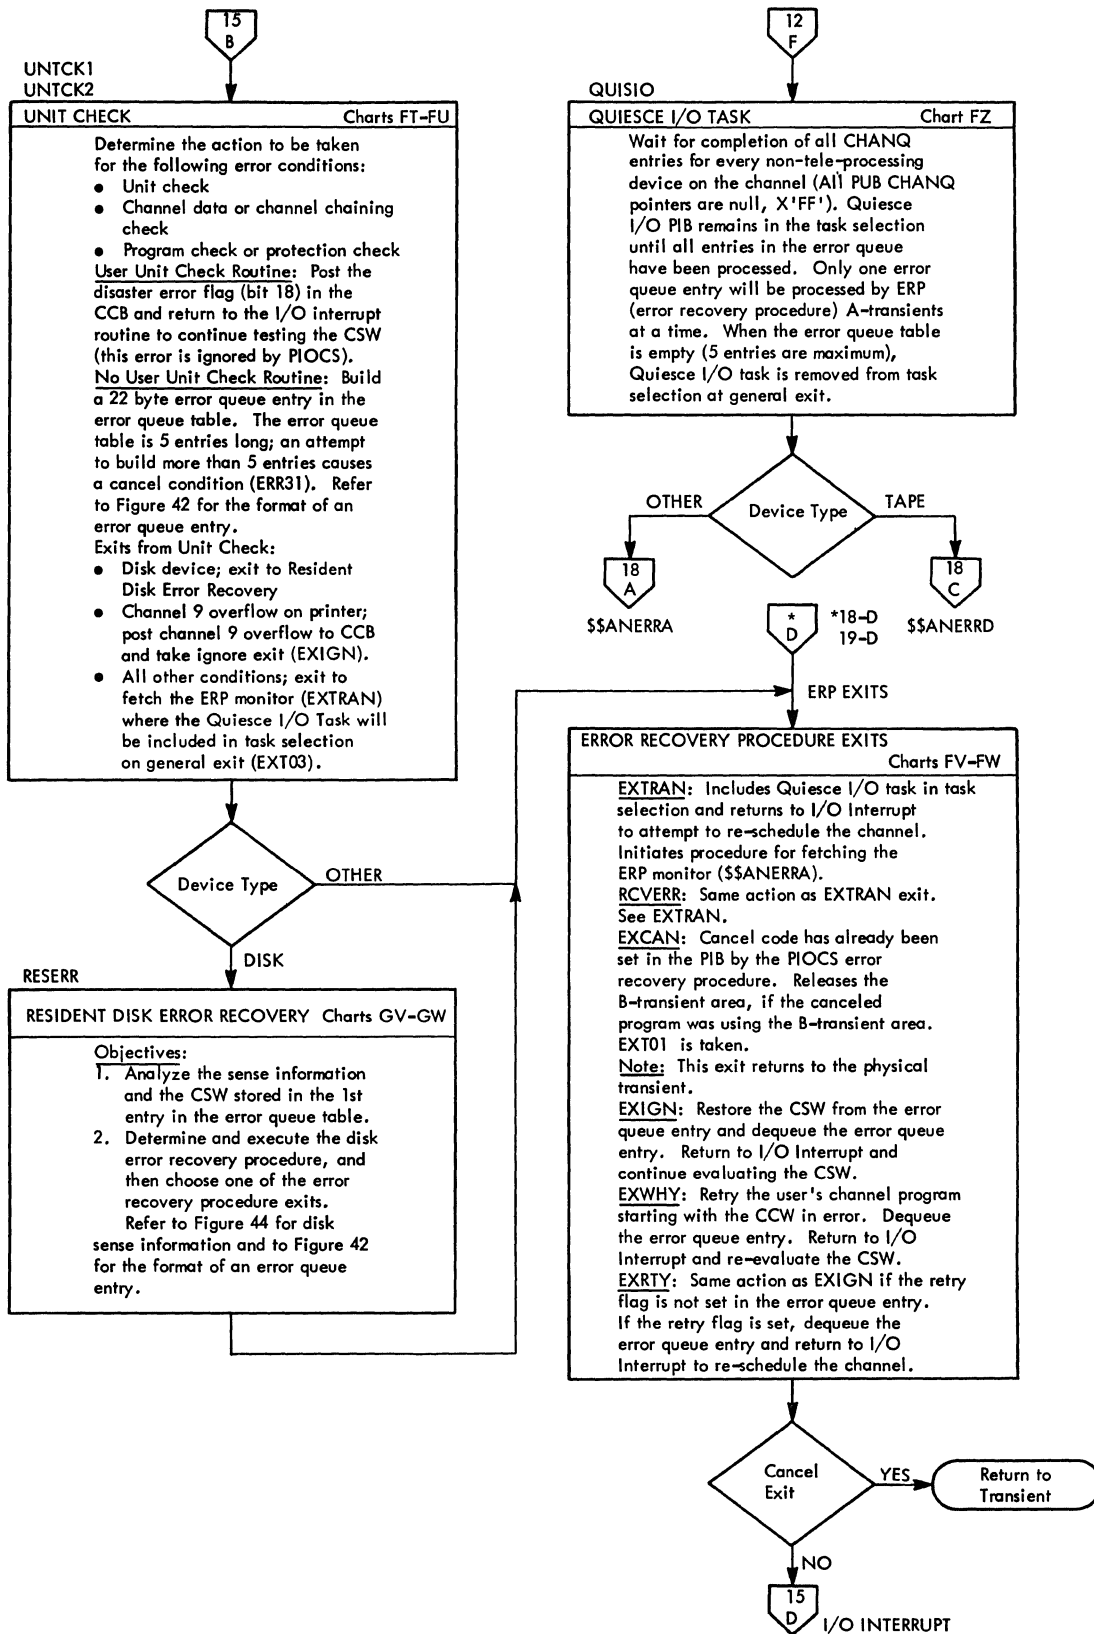 15
B
UNTCK1
UNTCK2
UNIT CHECK Charts FT-FU
Determine the action to be taken
for the following error conditions:
● Unit check
● Channel data or channel chaining
check
● Program check or protection check
User Unit Check Routine: Post the
disaster error flag (bit 18) in the
CCB and return to the I/O interrupt
routine to continue testing the CSW
(this error is ignored by PIOCS).
No User Unit Check Routine: Build
a 22 byte error queue entry in the
error queue table. The error queue
table is 5 entries long; an attempt
to build more than 5 entries causes
a cancel condition (ERR31). Refer
to Figure 42 for the format of an
error queue entry.
Exits from Unit Check:
● Disk device; exit to Resident
Disk Error Recovery
● Channel 9 overflow on printer;
post channel 9 overflow to CCB
and take ignore exit (EXIGN).
● All other conditions; exit to
fetch the ERP monitor (EXTRAN)
where the Quiesce I/O Task will
be included in task selection
on general exit (EXT03).
Device Type
OTHER
DISK
RESERR
RESIDENT DISK ERROR RECOVERY Charts GV-GW
Objectives:
1. Analyze the sense information
and the CSW stored in the 1st
entry in the error queue table.
2. Determine and execute the disk
error recovery procedure, and
then choose one of the error
recovery procedure exits.
Refer to Figure 44 for disk
sense information and to Figure 42
for the format of an error queue
entry.
12
F
QUISIO
QUIESCE I/O TASK Chart FZ
Wait for completion of all CHANQ
entries for every non-tele-processing
device on the channel (All PUB CHANQ
pointers are null, X'FF'). Quiesce
I/O PIB remains in the task selection
until all entries in the error queue
have been processed. Only one error
queue entry will be processed by ERP
(error recovery procedure) A-transients
at a time. When the error queue table
is empty (5 entries are maximum),
Quiesce I/O task is removed from task
selection at general exit.
OTHER
Device Type
TAPE
18
A
$$ANERRA
18
C
$$ANERRD
*
D
*18-D
19-D
ERP EXITS
ERROR RECOVERY PROCEDURE EXITS
Charts FV-FW
EXTRAN: Includes Quiesce I/O task in task
selection and returns to I/O Interrupt
to attempt to re-schedule the channel.
Initiates procedure for fetching the
ERP monitor ($$ANERRA).
RCVERR: Same action as EXTRAN exit.
See EXTRAN.
EXCAN: Cancel code has already been
set in the PIB by the PIOCS error
recovery procedure. Releases the
B-transient area, if the canceled
program was using the B-transient area.
EXT01 is taken.
Note: This exit returns to the physical
transient.
EXIGN: Restore the CSW from the error
queue entry and dequeue the error queue
entry. Return to I/O Interrupt and
continue evaluating the CSW.
EXWHY: Retry the user's channel program
starting with the CCW in error. Dequeue
the error queue entry. Return to I/O
Interrupt and re-evaluate the CSW.
EXRTY: Same action as EXIGN if the retry
flag is not set in the error queue entry.
If the retry flag is set, dequeue the
error queue entry and return to I/O
Interrupt to re-schedule the channel.
Cancel
Exit
YES
Return to
Transient
NO
15
D
I/O INTERRUPT